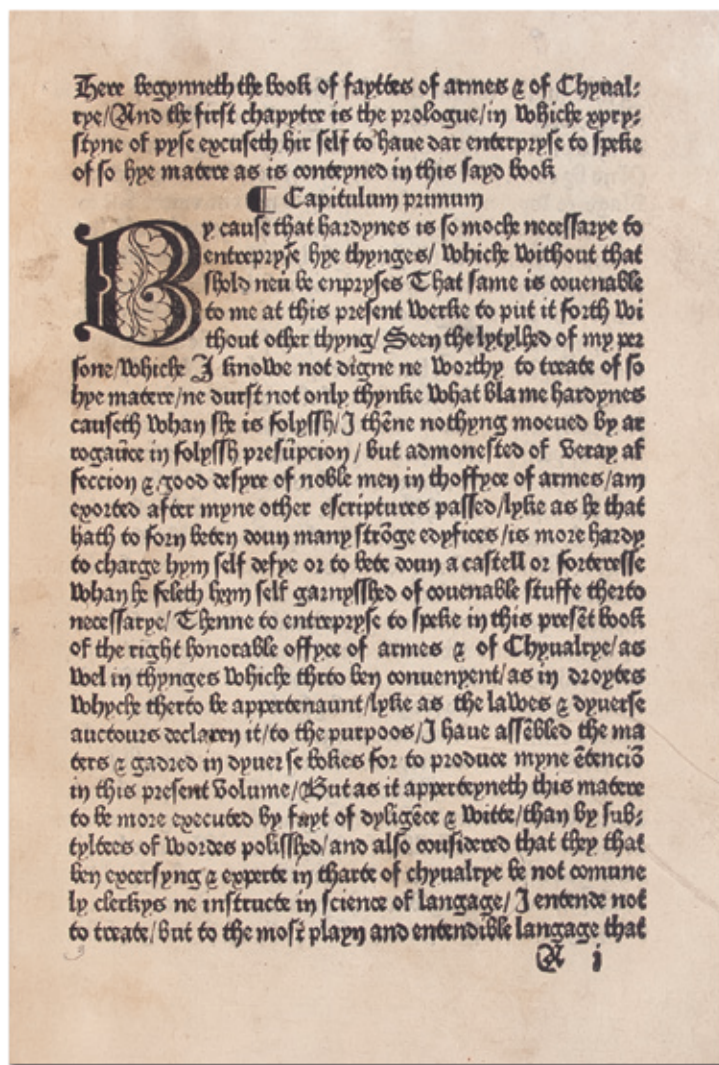 Here begynneth the book of fayttes of armes & of Chyual⸗
rye/And the first chapytre is the prologue/in whiche xpry⸗
styne of pyse excuseth hir self to haue dar enterpryse to speke
of so hye matere as is conteyned in this sayd book
¶ Capitulum primum
By cause that hardynes is so moche necessarye to
entrepryse hye thynges/ whiche without that
shold neuer be enpryses That same is couenable
to me at this present werke to put it forth wi
thout other thyng/ Seen the lytylhed of my per
sone/whiche I knowe not digne ne worthy to treate of so
hye matere/ne durst not only thynke what blame hardynes
causeth whan she is folyssh/I thēne nothyng moeued by ar
rogaūce in folyssh presūpcion / but admonested of veray af
feccion & good desyre of noble men in thoffyce of armes/am
exorted after myne other escriptures passed/lyke as he that
hath to forn beten doun many strōge edyfices/is more hardy
to charge hym self defye or to bete doun a castell or forteresse
whan he feleth hym self garnysshed of couenable stuffe therto
necessarye/ Thenne to entrepryse to speke in this presēt book
of the right honorable offyce of armes & of Chyualrye/as
wel in thynges whiche therto ben conuenyent/as in droytes
whyche therto be appertenaunt/lyke as the lawes & dyuerse
auctours declaren it/to the purpoos/I haue assēbled the ma
ters & gadred in dyuerse bokes for to produce myne ētenciō
in this present volume/But as it apperteyneth this matere
to be more executed by fayt of dyligēce & witte/than by sub⸗
tyltees of wordes polisshed/and also considered that they that
ben excersyng & experte in tharte of chyualrye be not comune
ly clerkys ne instructe in science of langage/ I entende not
to treate/but to the most playn and entendible langage that
A j